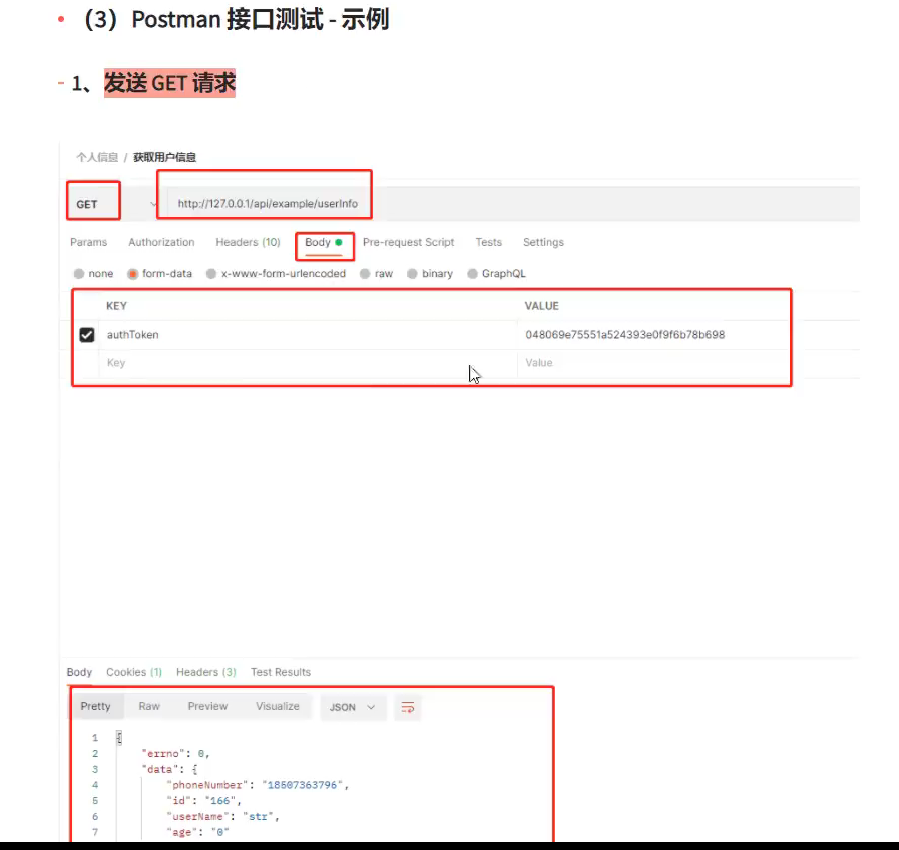 （3）Postman 接口测试 - 示例
- 1、发送 GET 请求
个人信息 / 获取用户信息
GET http://127.0.0.1/api/example/userInfo
Params Authorization Headers (10) Body Pre-request Script Tests Settings
none form-data x-www-form-urlencoded raw binary GraphQL
KEY VALUE
authToken 048069e75551a524393e0f9f6b78b698
Key Value
Body Cookies (1) Headers (3) Test Results
Pretty Raw Preview Visualize JSON
1 {
2 "errno": 0,
3 "data": {
4 "phoneNumber": "18507363796",
5 "id": "166",
6 "userName": "str",
7 "age": "0"